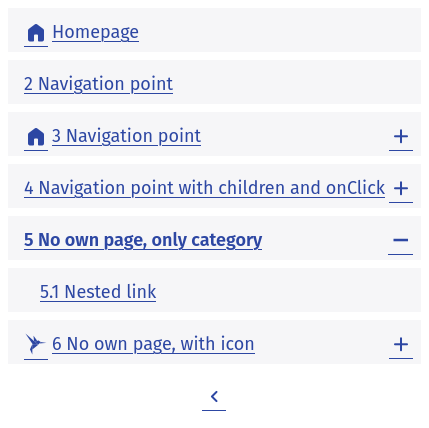 Homepage
2 Navigation point
3 Navigation point
4 Navigation point with children and onClick
5 No own page, only category
5.1 Nested link
6 No own page, with icon